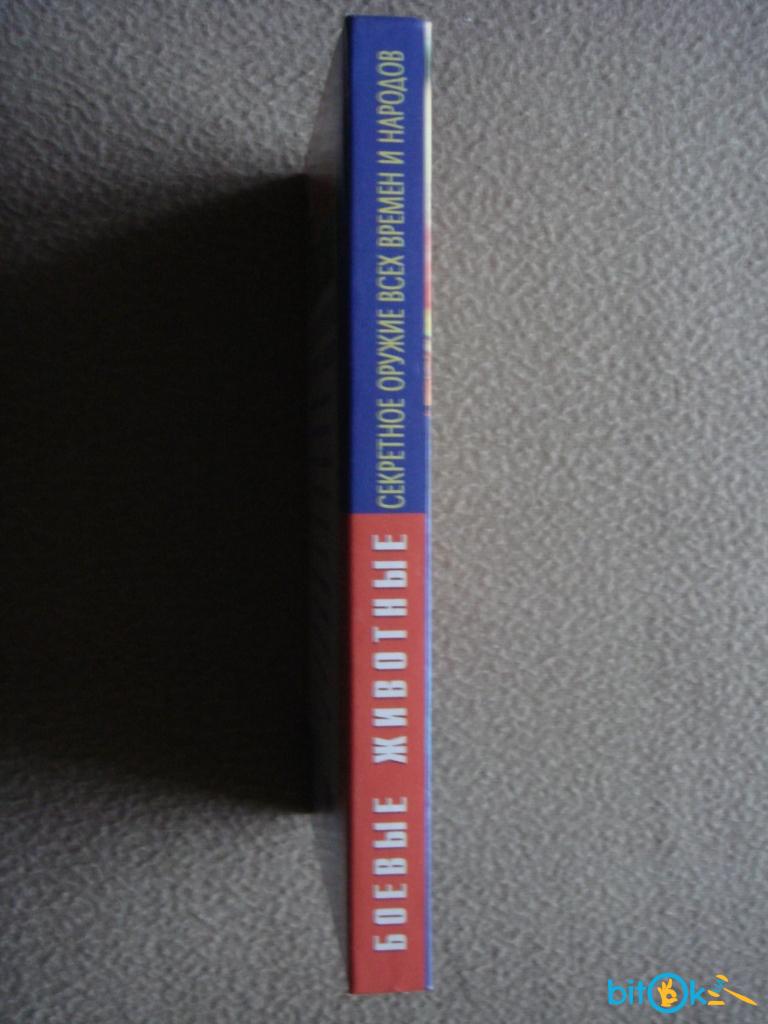 БОЕВЫЕ ЖИВОТНЫЕ
СЕКРЕТНОЕ ОРУЖИЕ ВСЕХ ВРЕМЕН И НАРОДОВ
bitOk